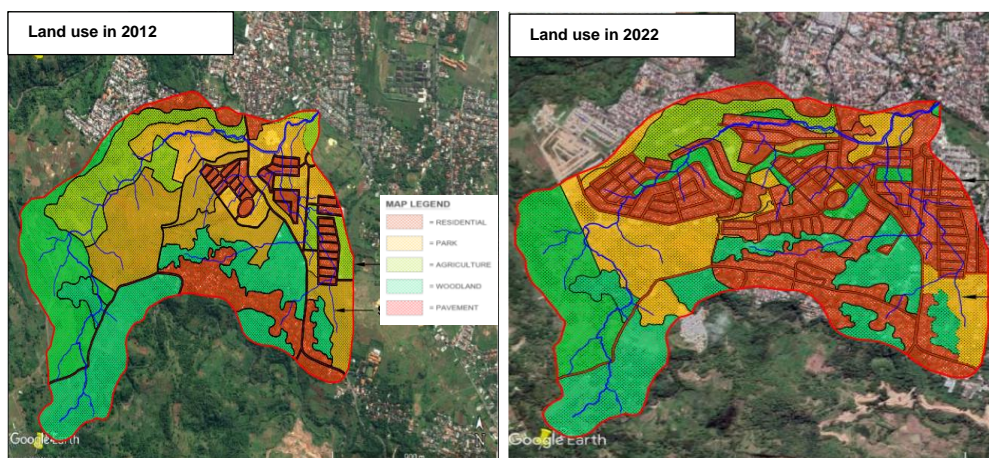 Land use in 2012
Land use in 2022
MAP LEGEND
= RESIDENTIAL
= PARK
= AGRICULTURE
= WOODLAND
= PAVEMENT
N
Google Earth
Google Earth